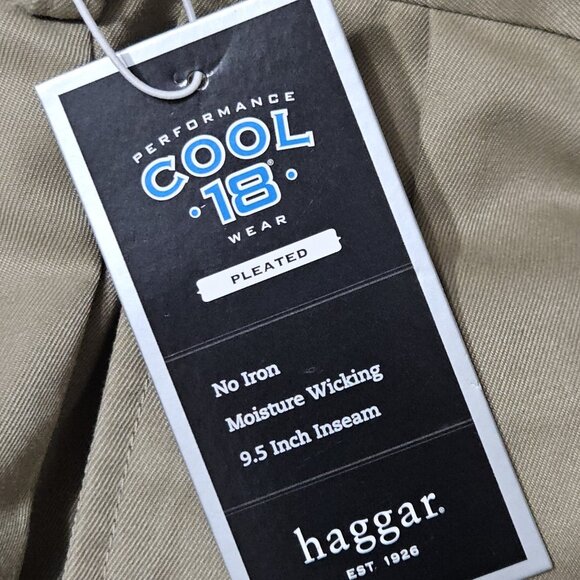 PERFORMANCE
COOL
·18®·
WEAR
PLEATED
No Iron
Moisture Wicking
9.5 Inch Inseam
haggar.
EST. 1926